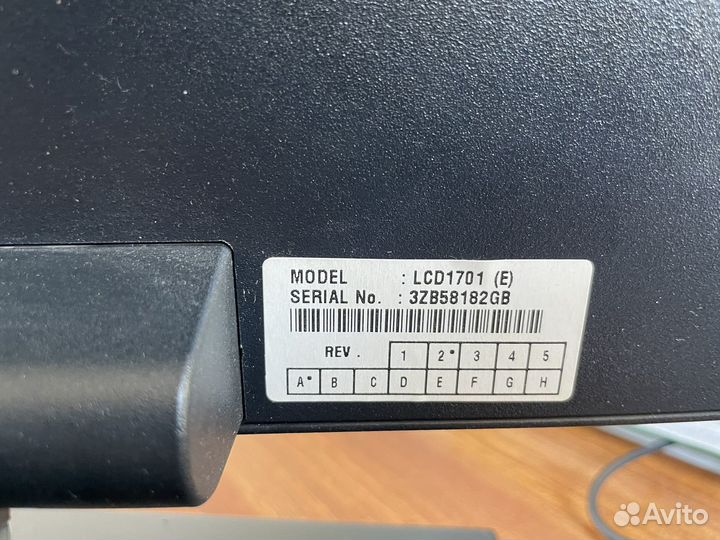 MODEL : LCD1701 (E)
SERIAL No. : 3ZB58182GB
REV. 1 2• 3 4 5
A• B C D E F G H
Avito